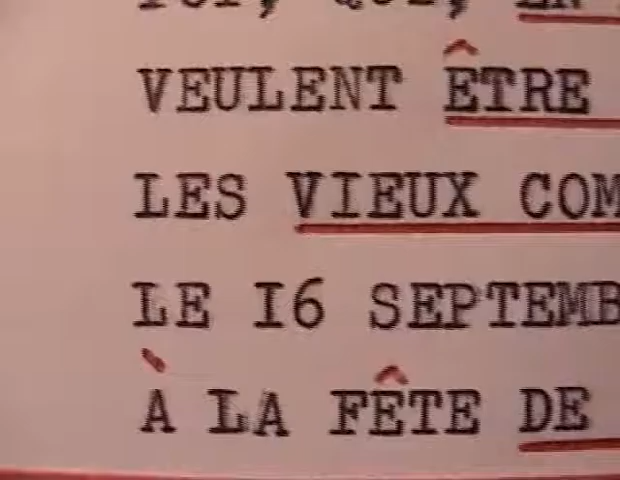 VEULENT ÊTRE
LES VIEUX COM
LE I6 SEPTEMB
À LA FÊTE DE